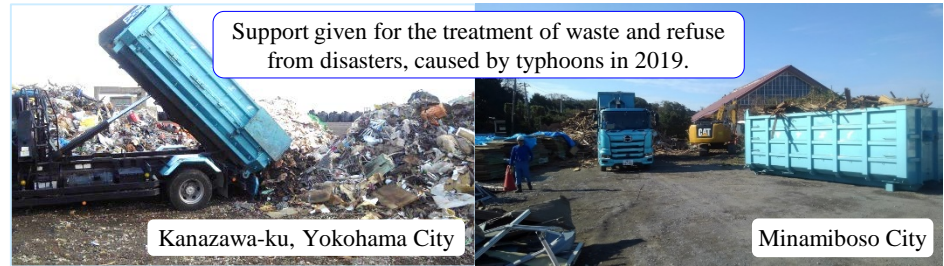 Support given for the treatment of waste and refuse
from disasters, caused by typhoons in 2019.
CAT
Kanazawa-ku, Yokohama City
Minamiboso City